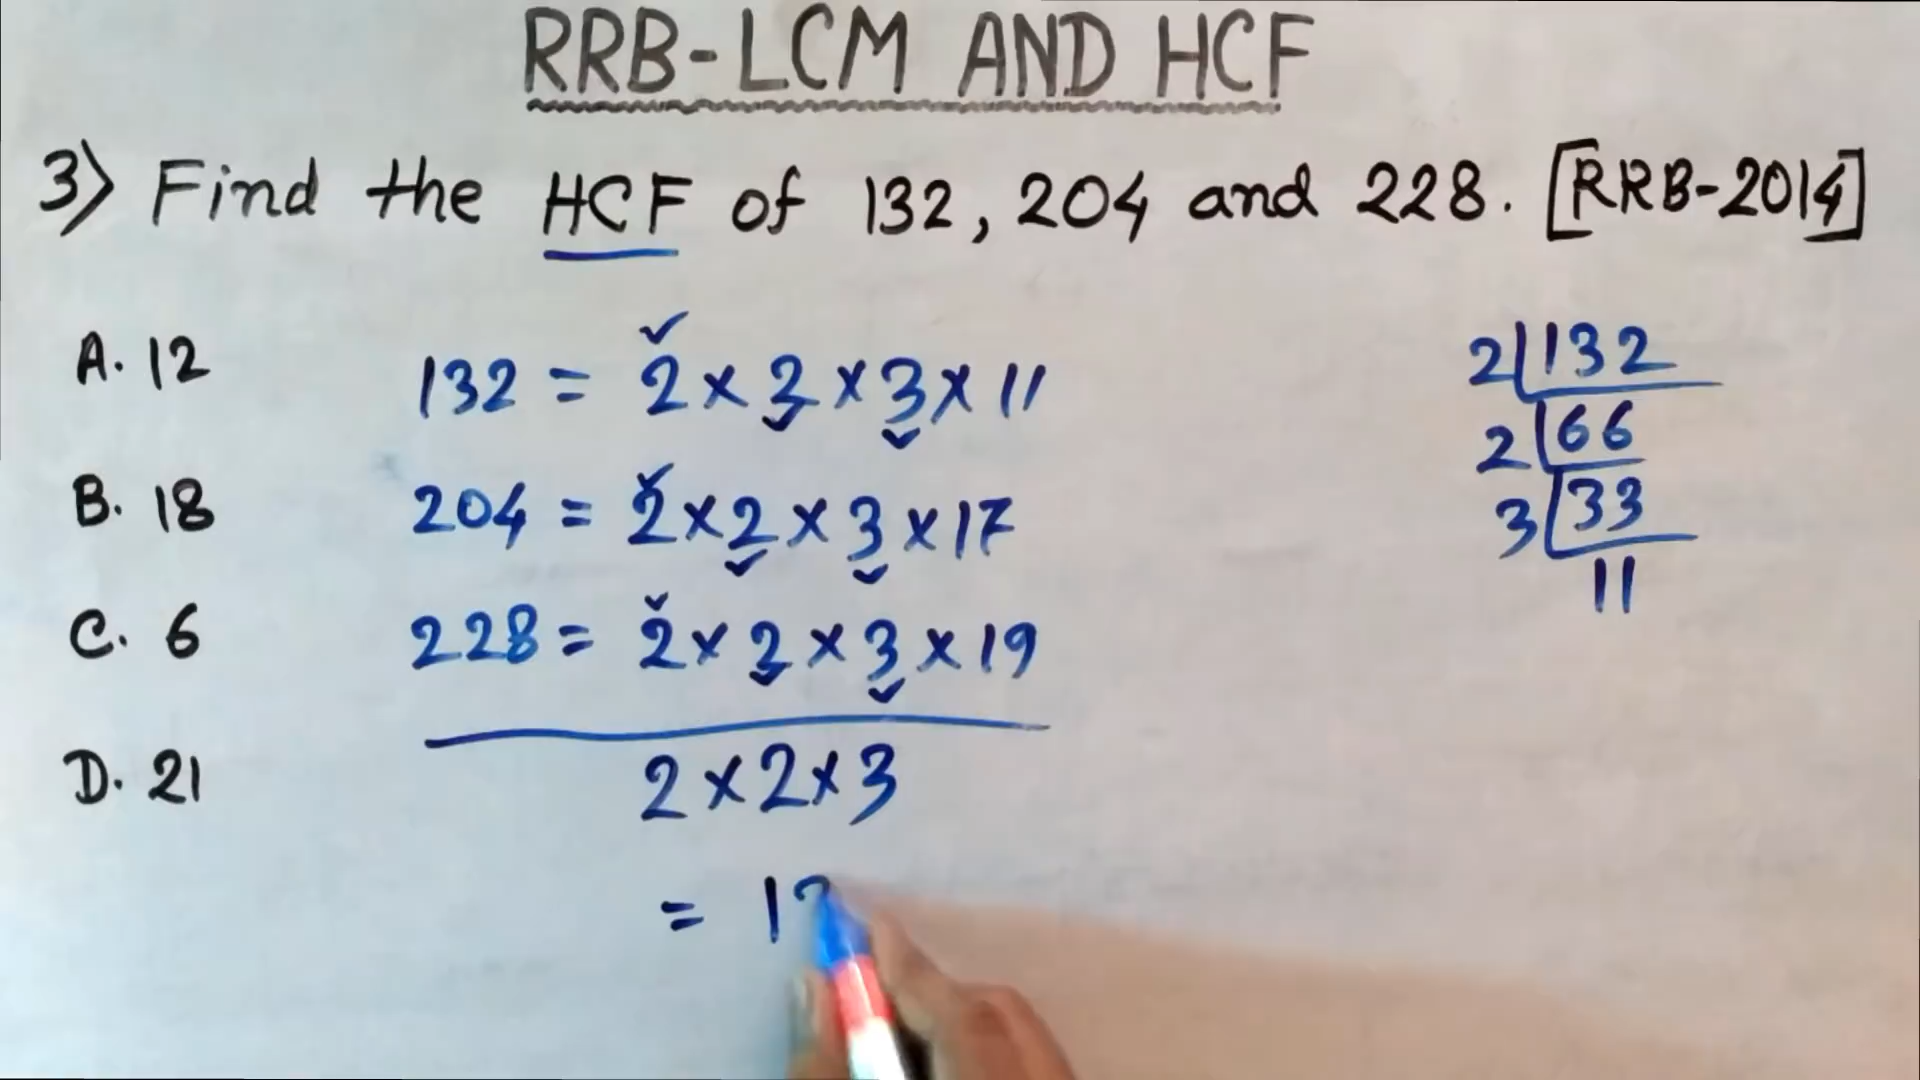 RRB-LCM AND HCF
3) Find the HCF of 132, 204 and 228. [RRB-2014]
A. 12
B. 18
C. 6
D. 21
132 = 2 × 2 × 3 × 11
204 = 2 × 2 × 3 × 17
228 = 2 × 2 × 3 × 19
2 × 2 × 3
= 12
2 132
2 66
3 33
11